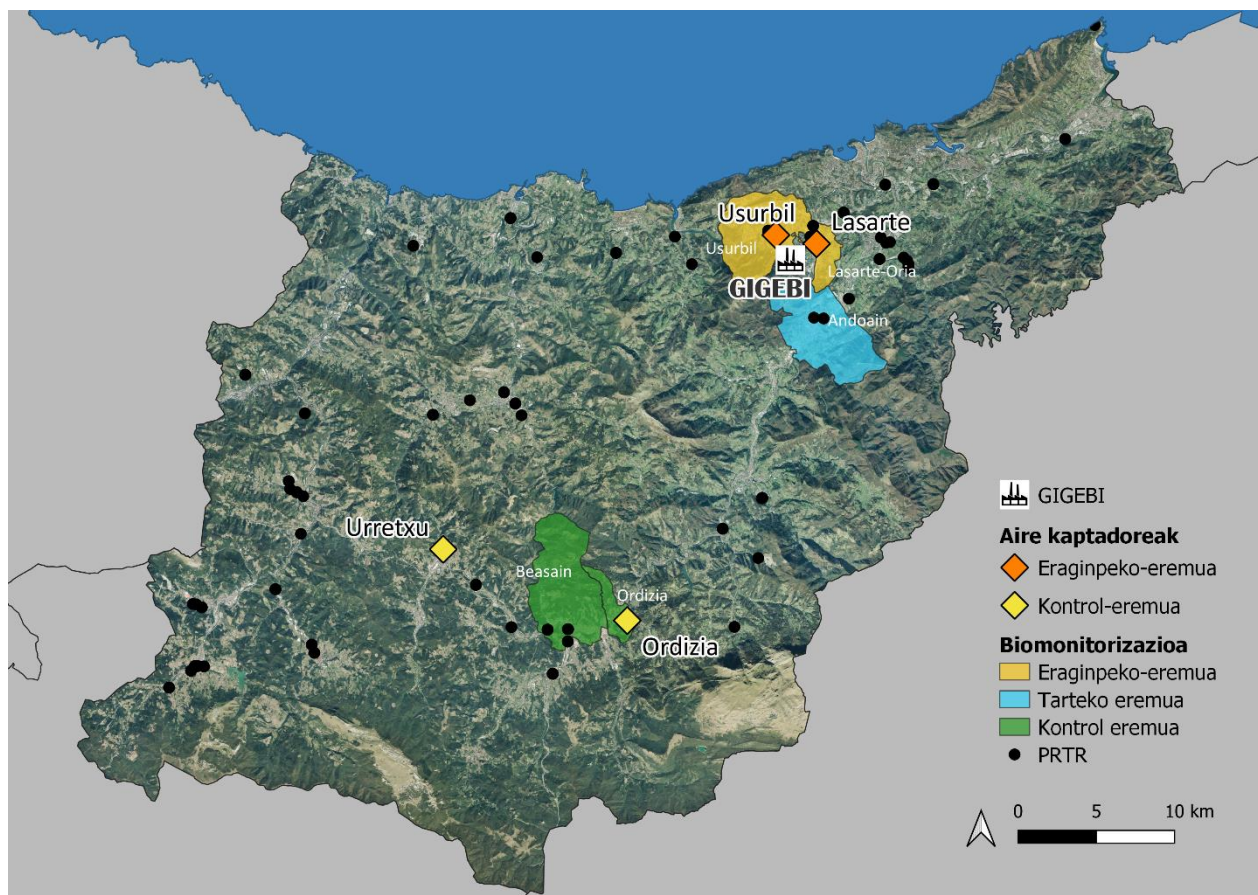 Usurbil
Lasarte
Usurbil
Lasarte-Oria
GIGEBI
Andoain
Urretxu
Beasain
Ordizia
Ordizia
GIGEBI
Aire kaptadoreak
Eraginpeko-eremua
Kontrol-eremua
Biomonitorizazioa
Eraginpeko-eremua
Tarteko eremua
Kontrol eremua
PRTR
0 5 10 km